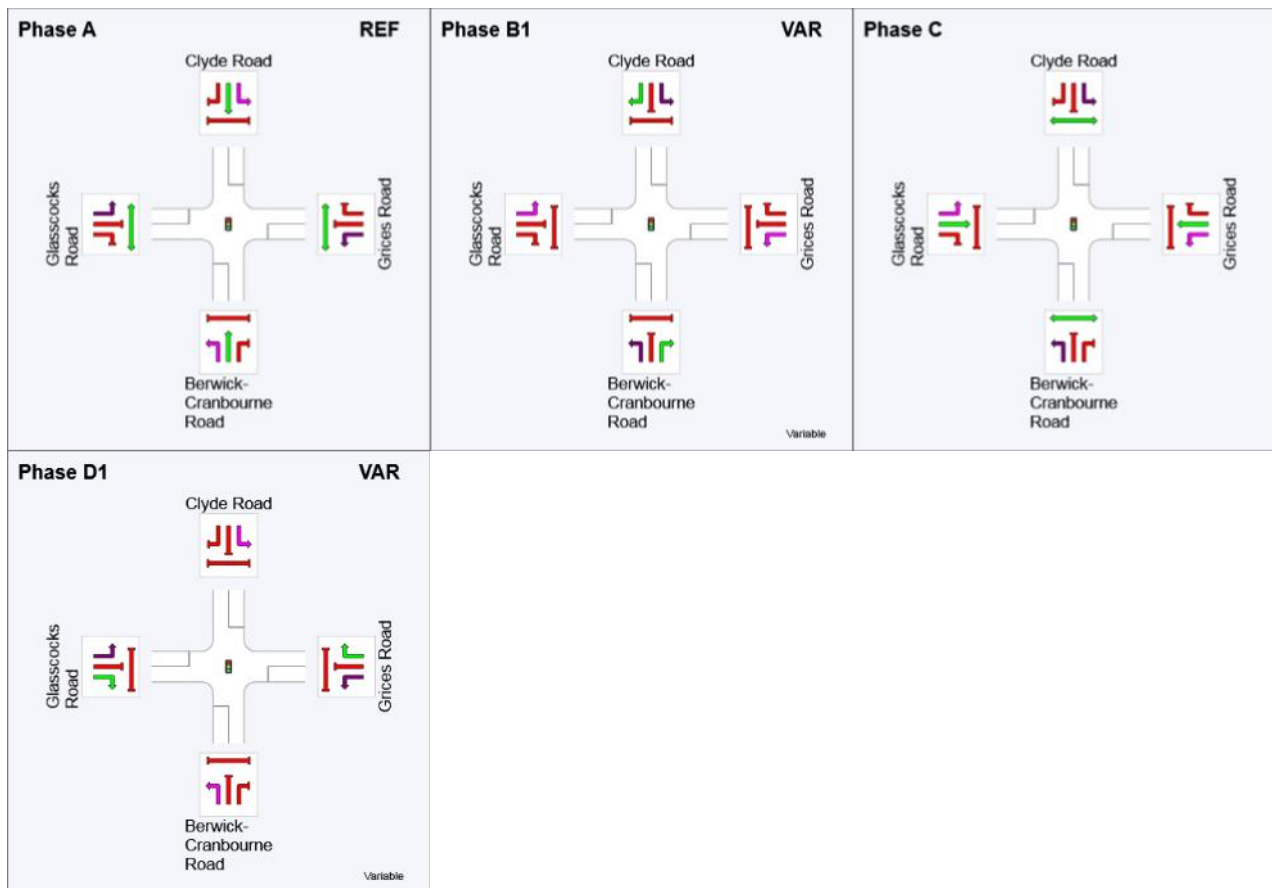 Phase A REF
Clyde Road
Glasscocks
Road
Grices Road
Berwick-
Cranbourne
Road
Phase B1 VAR
Clyde Road
Glasscocks
Road
Grices Road
Berwick-
Cranbourne
Road
Variable
Phase C
Clyde Road
Glasscocks
Road
Grices Road
Berwick-
Cranbourne
Road
Phase D1 VAR
Clyde Road
Glasscocks
Road
Grices Road
Berwick-
Cranbourne
Road
Variable